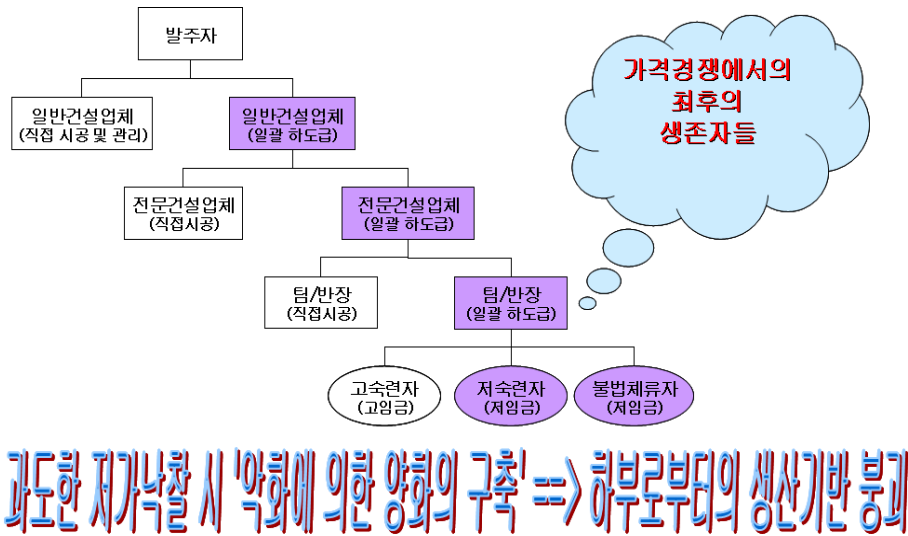 발주자
가격경쟁에서의
최후의
생존자들
일반건설업체
(직접 시공 및 관리)
일반건설업체
(일괄 하도급)
전문건설업체
(직접시공)
전문건설업체
(일괄 하도급)
팀/반장
(직접시공)
팀/반장
(일괄 하도급)
고숙련자
(고임금)
저숙련자
(저임금)
불법체류자
(저임금)
과도한 저가낙찰 시 '악화에 의한 양화의 구축' ==> 하부로부터의 생산기반 붕괴